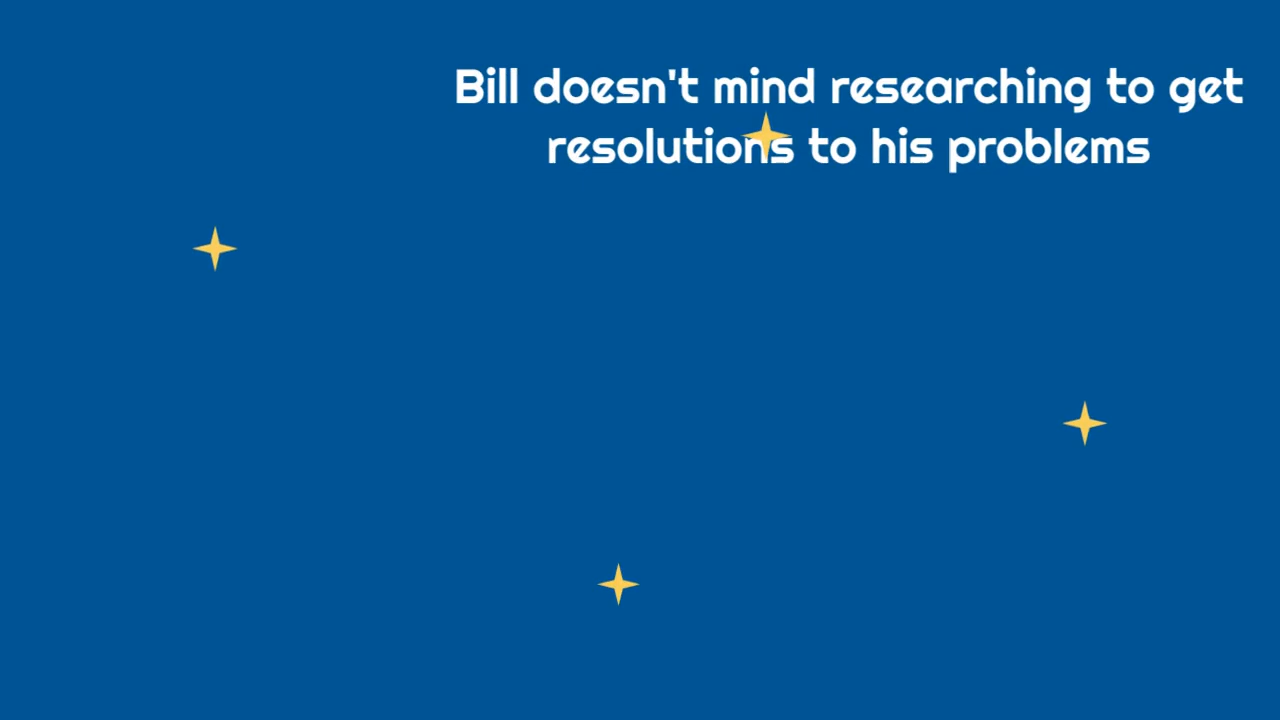 Bill doesn't mind researching to get
resolutions to his problems